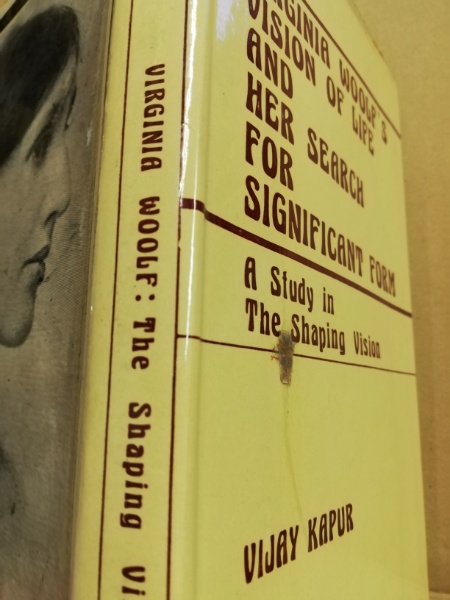 VIRGINIA WOOLF'S
VISION OF LIFE
AND
HER SEARCH
FOR
SIGNIFICANT FORM
A Study in
The Shaping Vision
VIJAY KAPUR
VIRGINIA WOOLF: The Shaping Vi